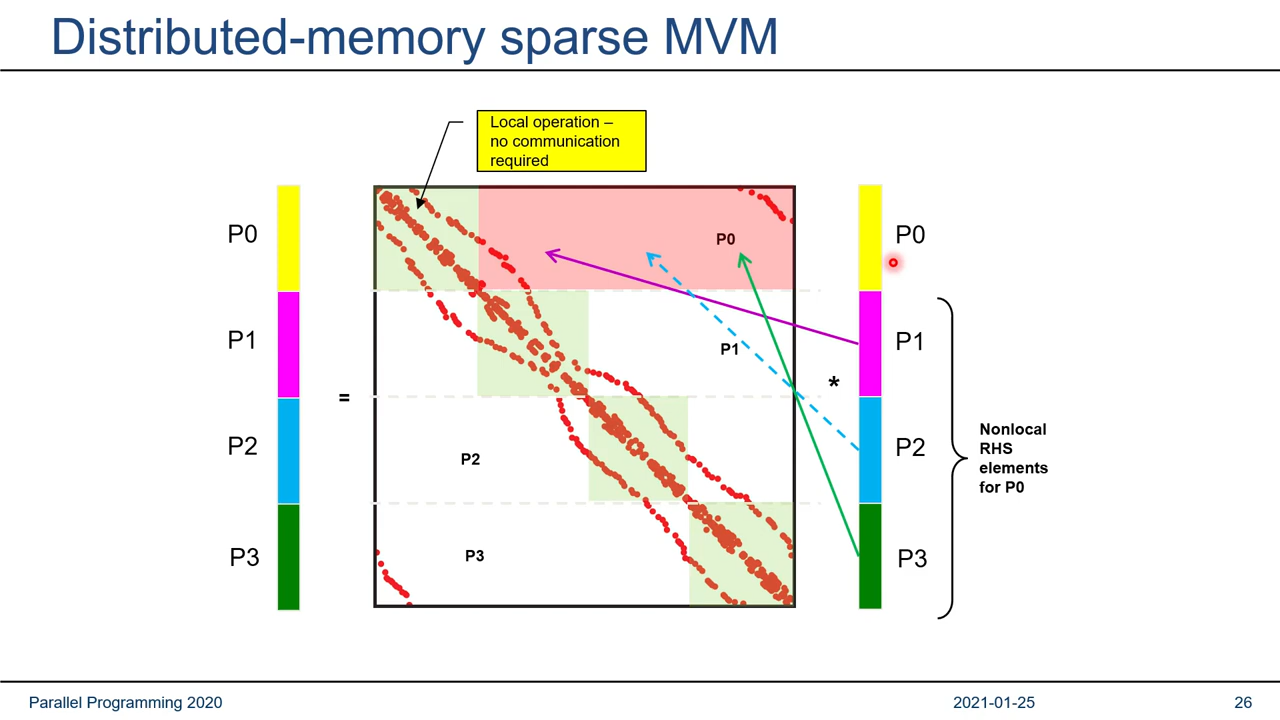 Distributed-memory sparse MVM
Local operation –
no communication
required
P0
P1
P2
P3
=
P0
P1
P2
P3
*
P0
P1
P2
P3
Nonlocal
RHS
elements
for P0
Parallel Programming 2020
2021-01-25
26